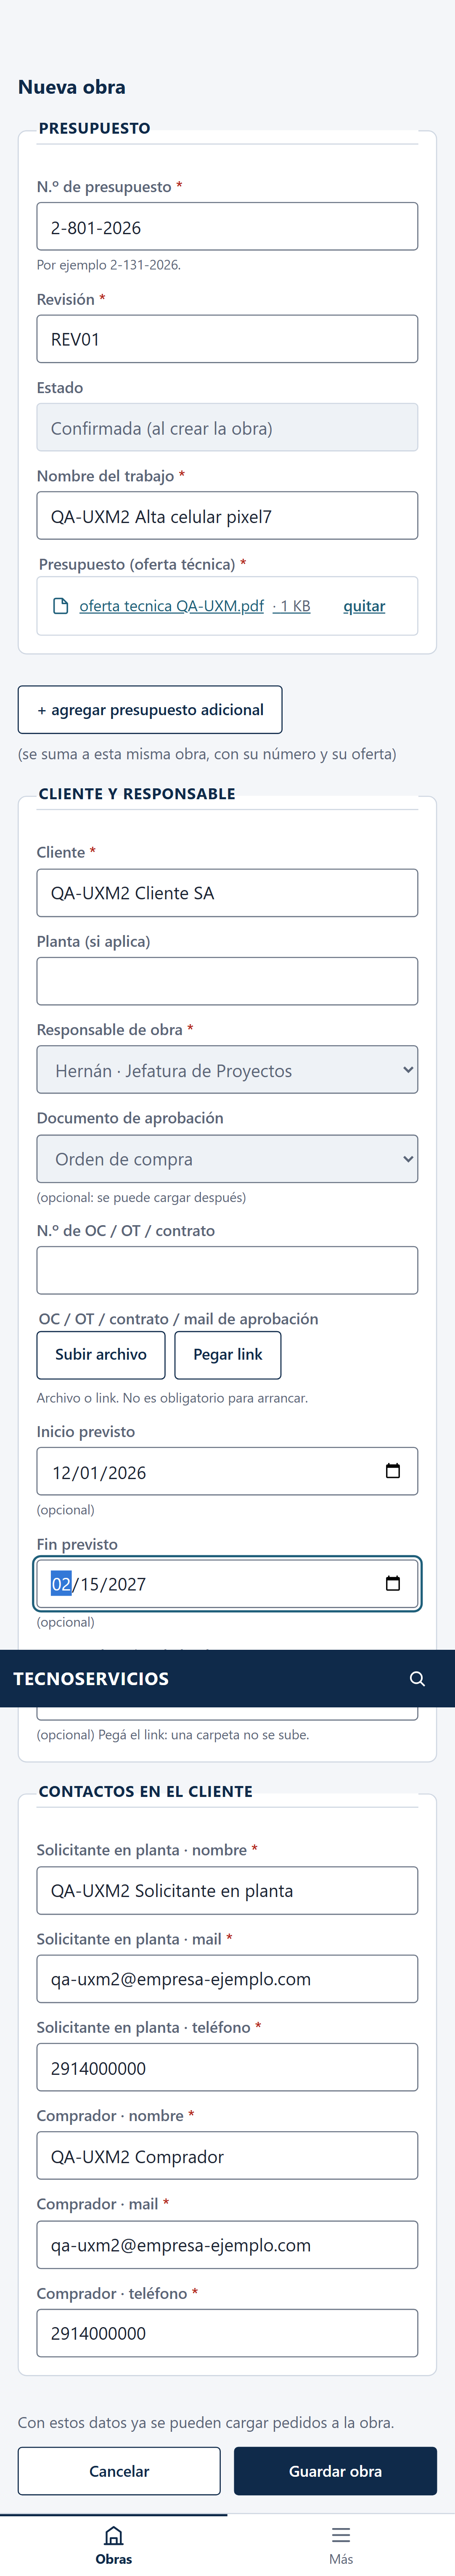 Nueva obra
PRESUPUESTO
N.º de presupuesto *
2-801-2026
Por ejemplo 2-131-2026.
Revisión *
REV01
Estado
Confirmada (al crear la obra)
Nombre del trabajo *
QA-UXM2 Alta celular pixel7
Presupuesto (oferta técnica) *
oferta tecnica QA-UXM.pdf · 1 KB quitar
+ agregar presupuesto adicional
(se suma a esta misma obra, con su número y su oferta)
CLIENTE Y RESPONSABLE
Cliente *
QA-UXM2 Cliente SA
Planta (si aplica)
Responsable de obra *
Hernán · Jefatura de Proyectos
Documento de aprobación
Orden de compra
(opcional: se puede cargar después)
N.º de OC / OT / contrato
OC / OT / contrato / mail de aprobación
Subir archivo Pegar link
Archivo o link. No es obligatorio para arrancar.
Inicio previsto
12/01/2026
(opcional)
Fin previsto
02/15/2027
(opcional)
TECNOSERVICIOS
(opcional) Pegá el link: una carpeta no se sube.
CONTACTOS EN EL CLIENTE
Solicitante en planta · nombre *
QA-UXM2 Solicitante en planta
Solicitante en planta · mail *
qa-uxm2@empresa-ejemplo.com
Solicitante en planta · teléfono *
2914000000
Comprador · nombre *
QA-UXM2 Comprador
Comprador · mail *
qa-uxm2@empresa-ejemplo.com
Comprador · teléfono *
2914000000
Con estos datos ya se pueden cargar pedidos a la obra.
Cancelar Guardar obra
Obras Más